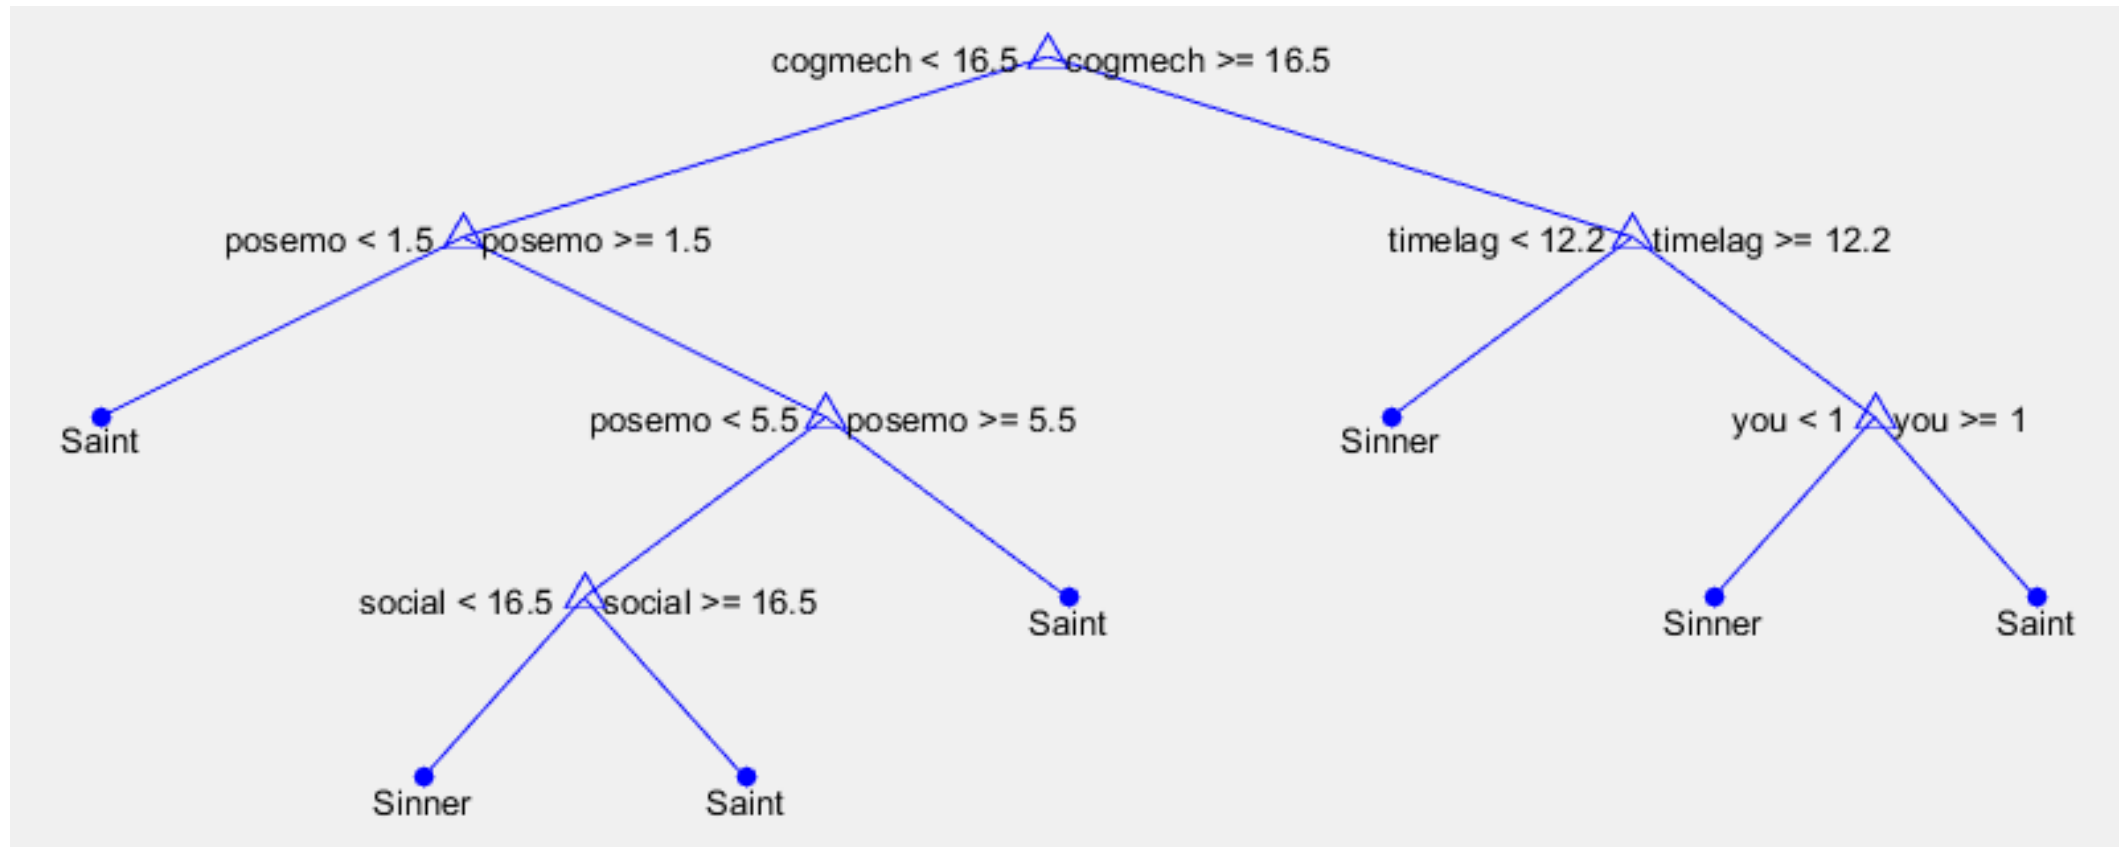 cogmech < 16.5 cogmech >= 16.5
posemo < 1.5 posemo >= 1.5 timelag < 12.2 timelag >= 12.2
posemo < 5.5 posemo >= 5.5 you < 1 you >= 1
Saint Sinner
social < 16.5 social >= 16.5
Saint Sinner Saint
Sinner Saint